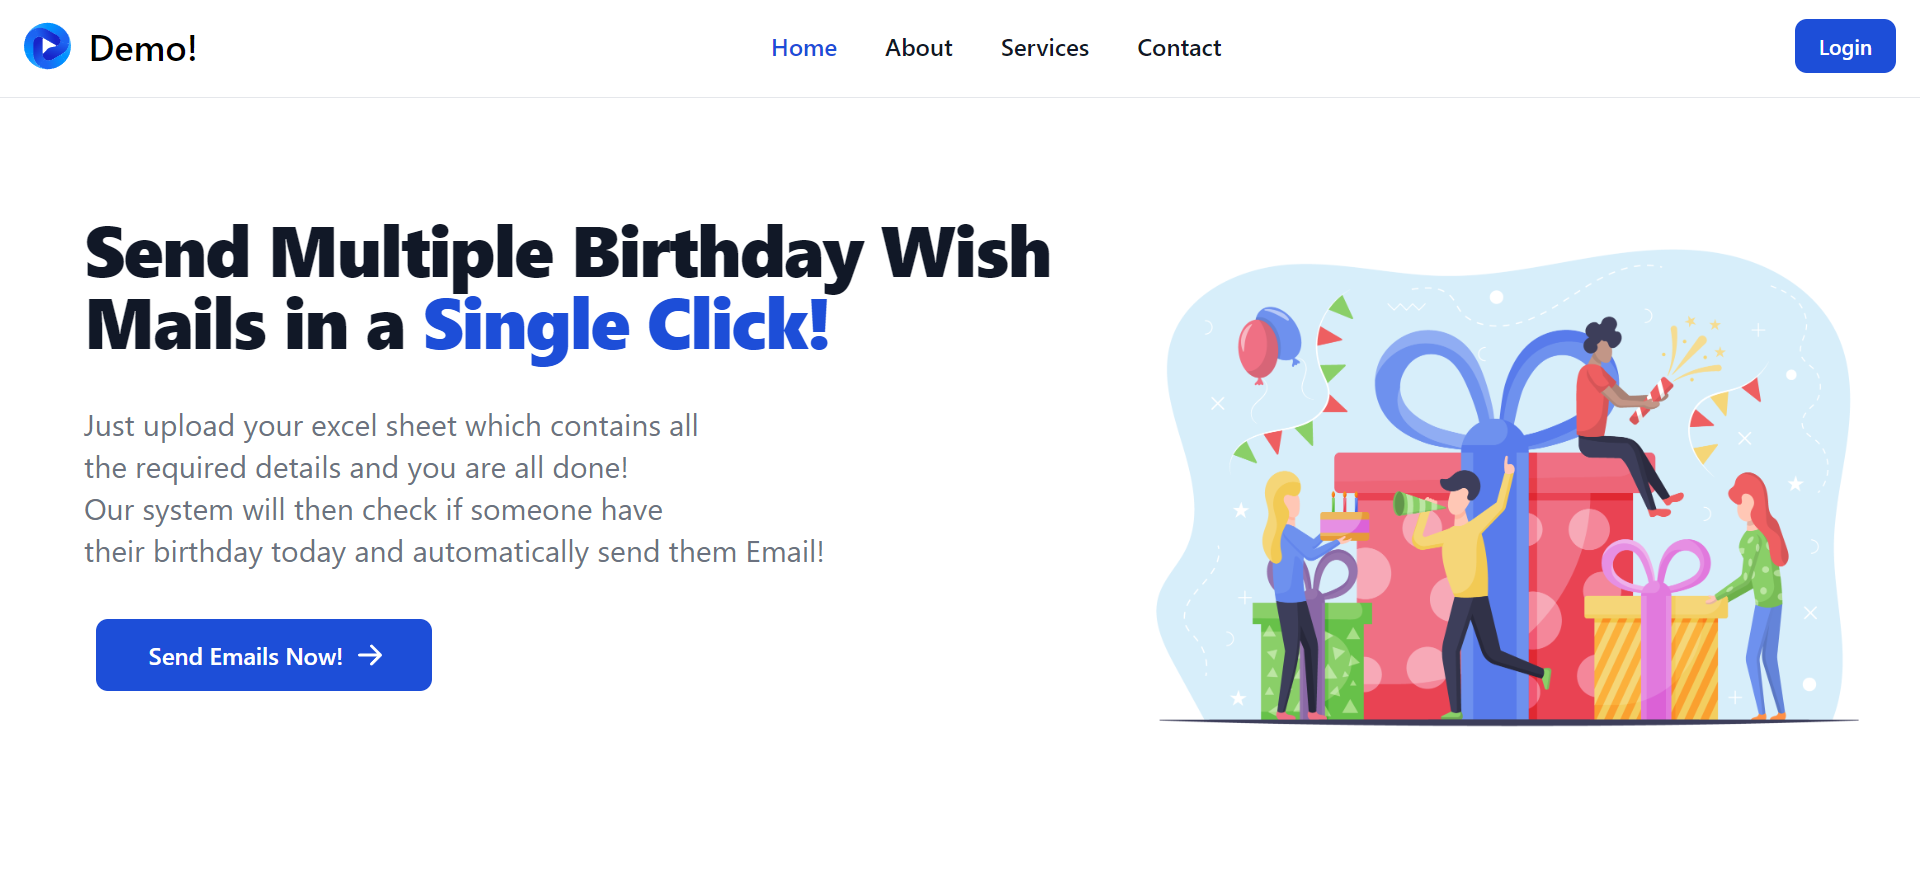 Demo!
Home
About
Services
Contact
Login
Send Multiple Birthday Wish
Mails in a Single Click!
Just upload your excel sheet which contains all
the required details and you are all done!
Our system will then check if someone have
their birthday today and automatically send them Email!
Send Emails Now!